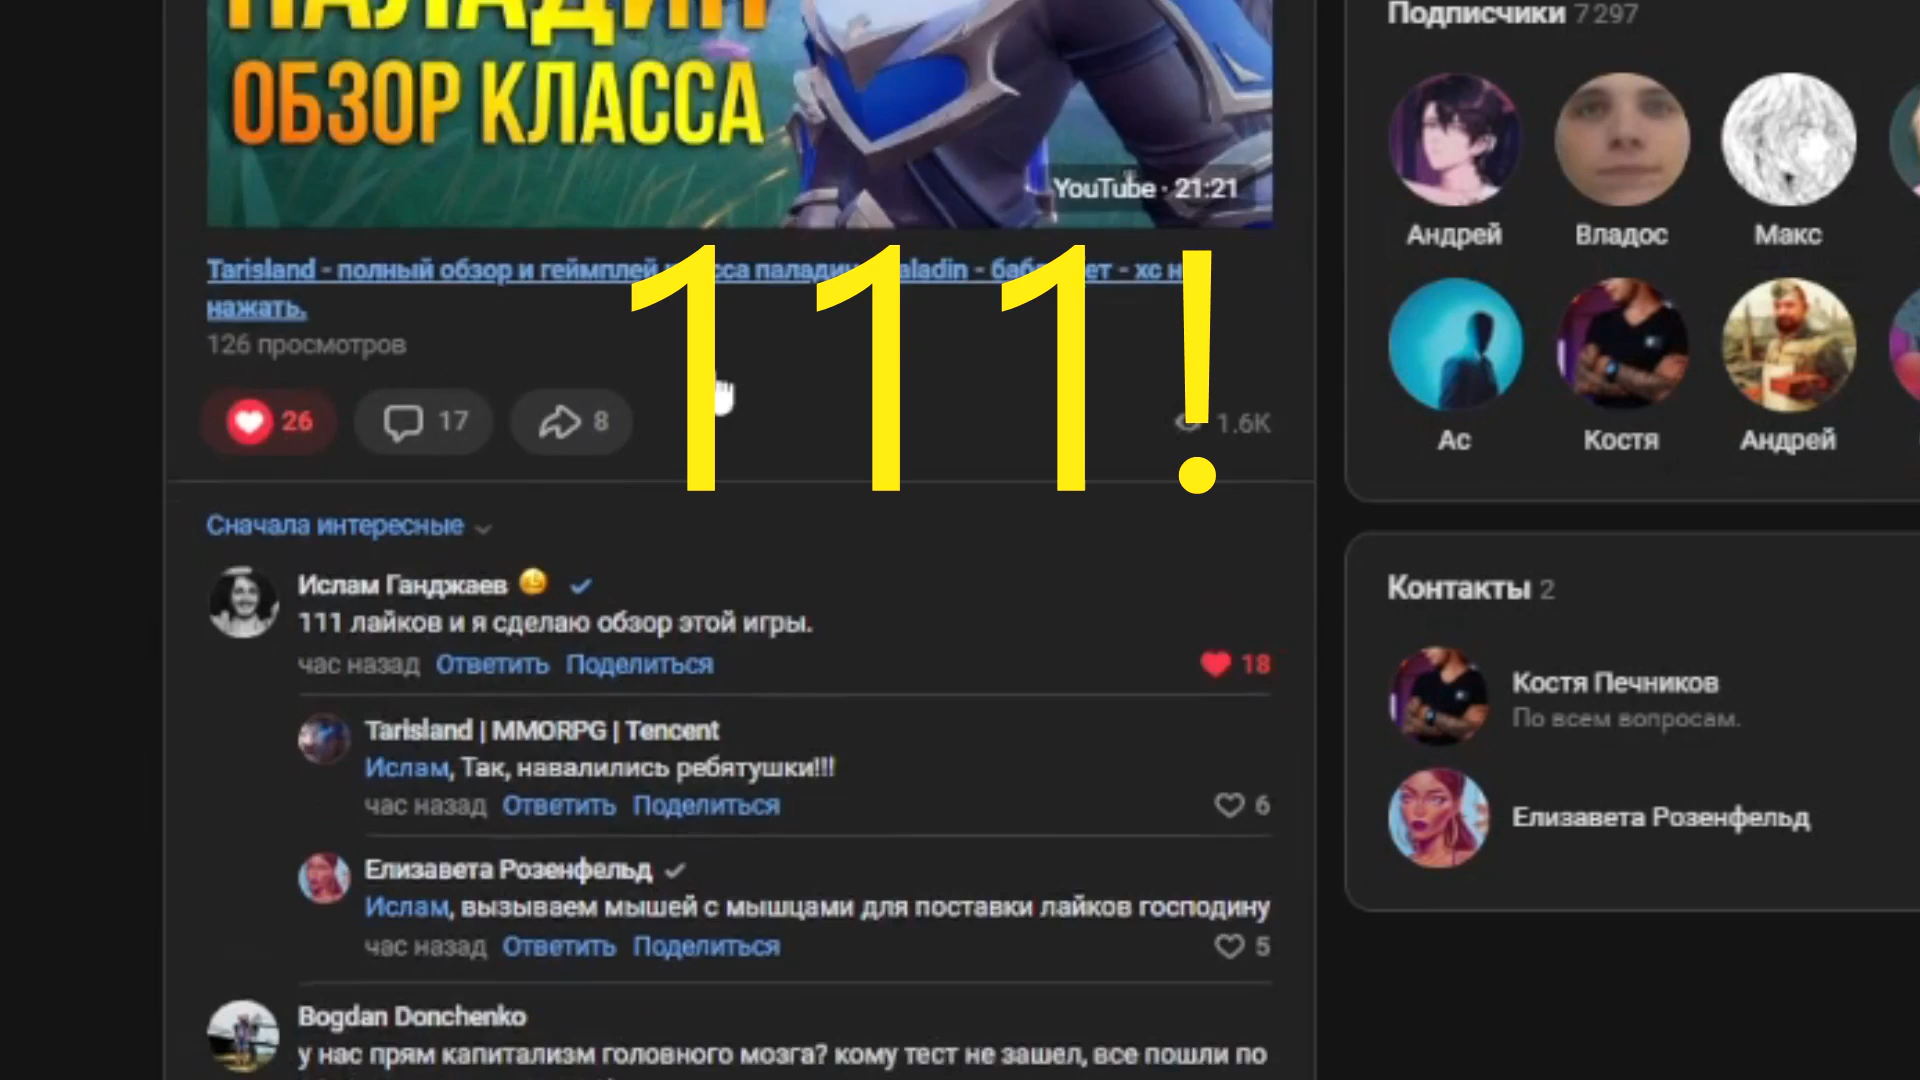 ПАЛАДИН
ОБЗОР КЛАССА
YouTube · 21:21
Tarisland - полный обзор и геймплей
нажать.
126 просмотров
26
17
8
1.6K
111!
Сначала интересные
Ислам Ганджаев
111 лайков и я сделаю обзор этой игры.
час назад Ответить Поделиться
18
Tarisland | MMORPG | Tencent
Ислам, Так, навалились ребятушки!!!
час назад Ответить Поделиться
6
Елизавета Розенфельд
Ислам, вызываем мышей с мышцами для поставки лайков господину
час назад Ответить Поделиться
5
Bogdan Donchenko
у нас прям капитализм головного мозга? кому тест не зашел, все пошли по
Подписчики 7 297
Андрей
Владос
Макс
Ас
Костя
Андрей
Контакты 2
Костя Печников
По всем вопросам.
Елизавета Розенфельд